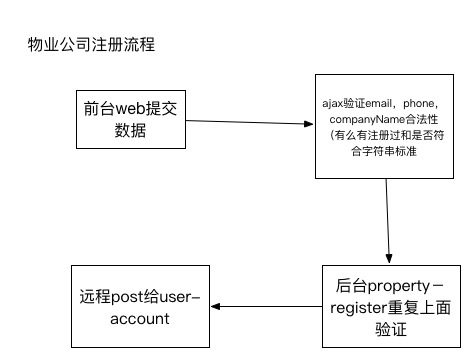 物业公司注册流程
前台web提交
数据
ajax验证email，phone，
companyName合法性
（有么有注册过和是否符
合字符串标准
后台property－
register重复上面
验证
远程post给user-
account